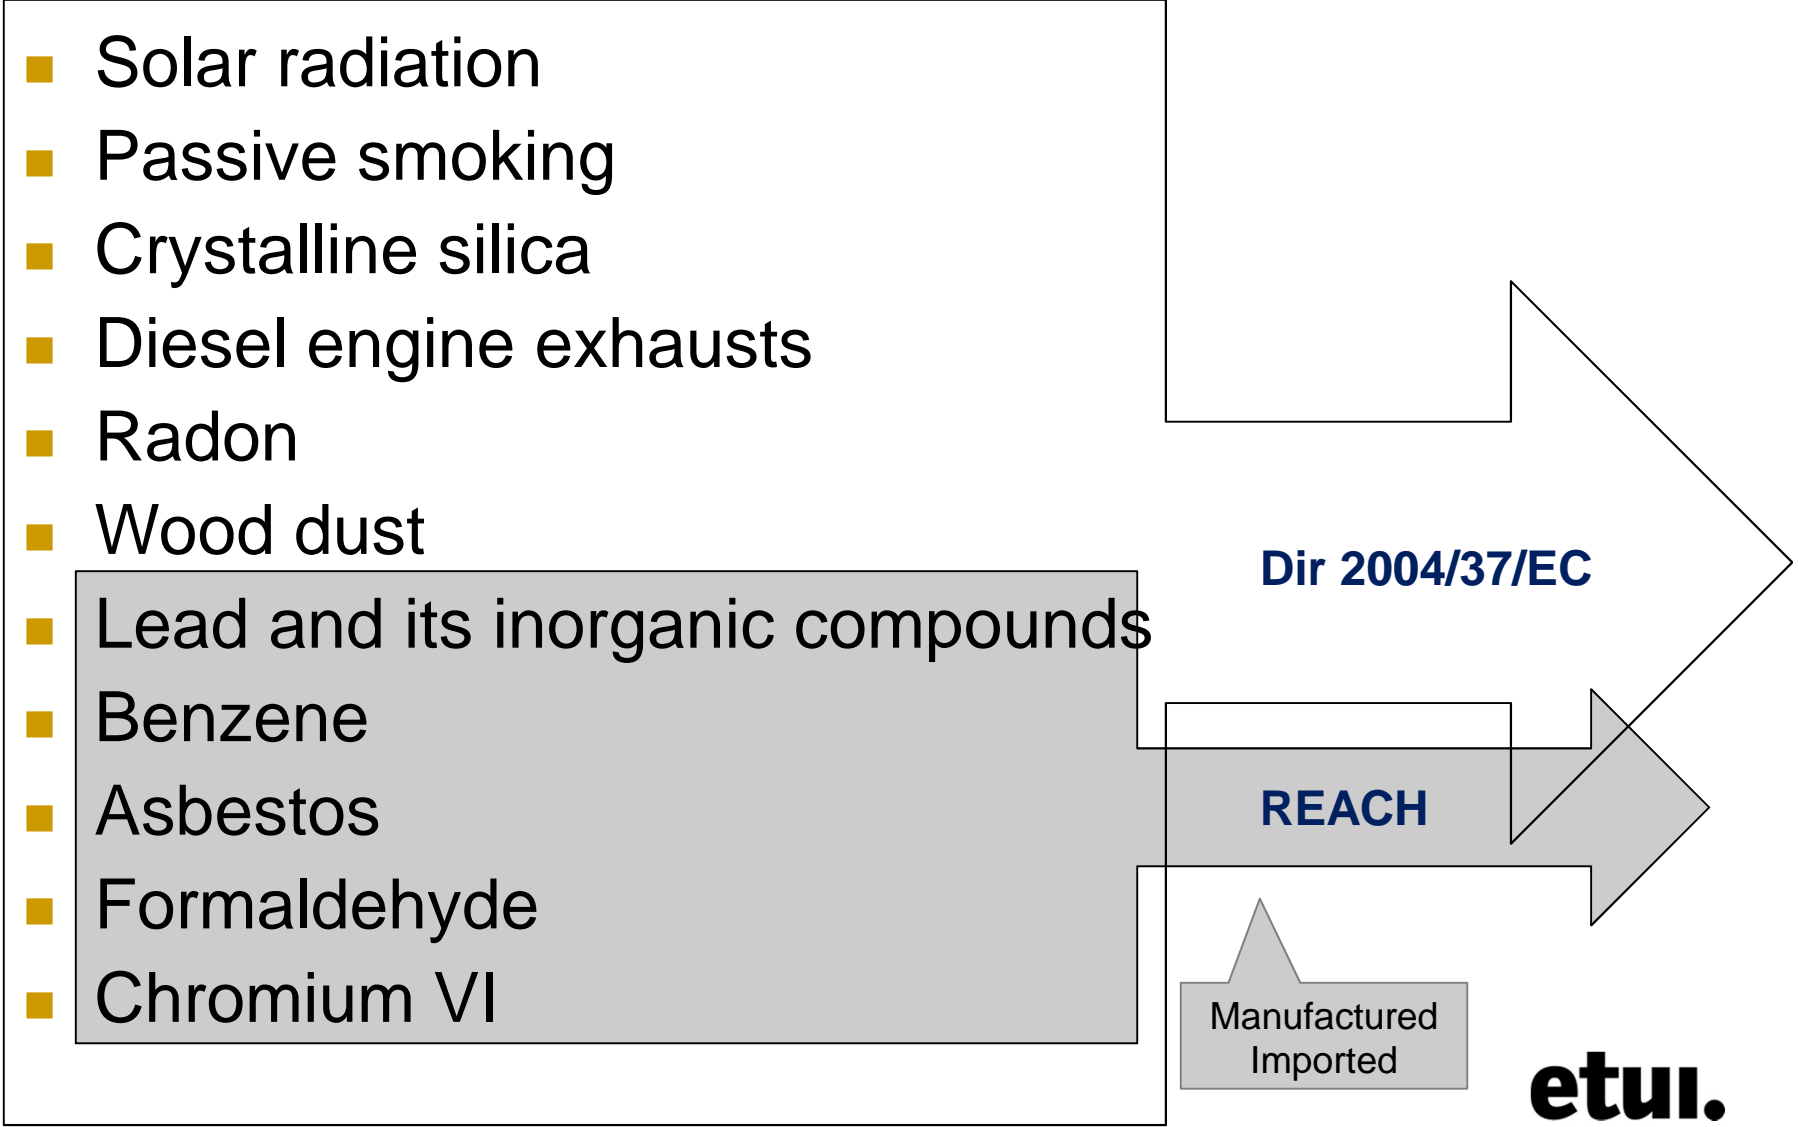 Solar radiation
Passive smoking
Crystalline silica
Diesel engine exhausts
Radon
Wood dust
Lead and its inorganic compounds
Benzene
Asbestos
Formaldehyde
Chromium VI
Dir 2004/37/EC
REACH
Manufactured
Imported
etui.